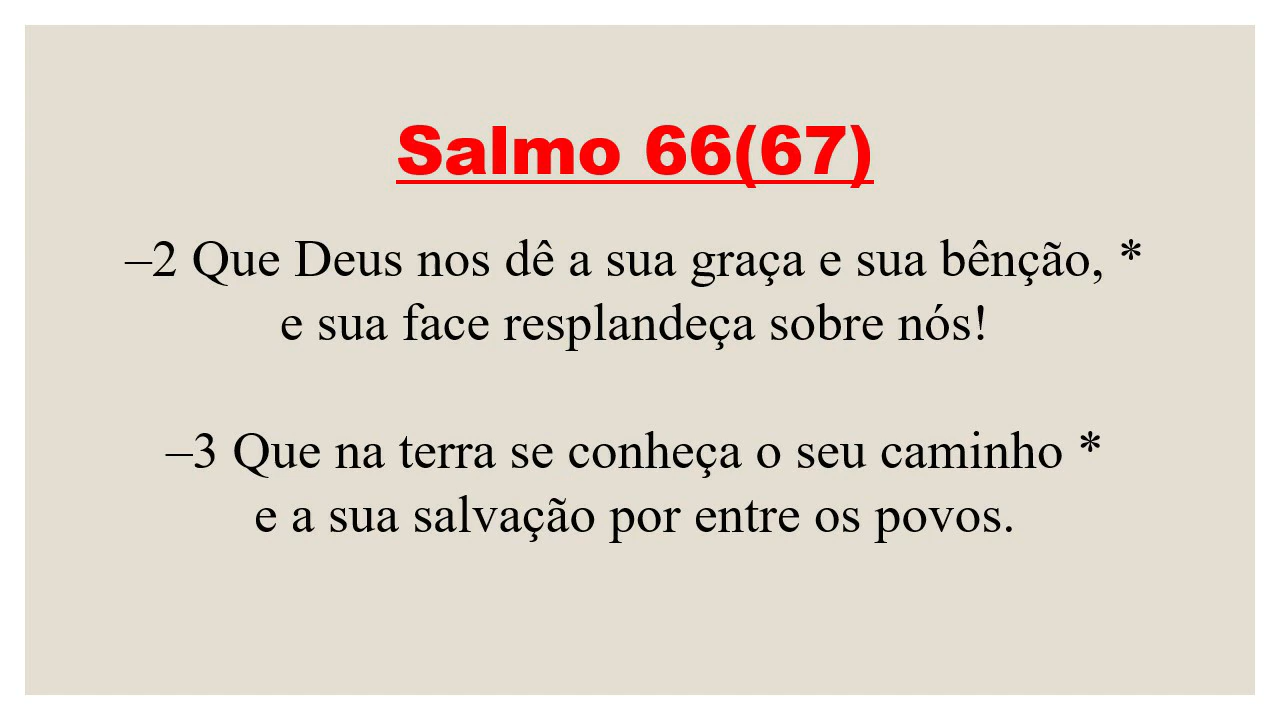 Salmo 66(67)
–2 Que Deus nos dê a sua graça e sua bênção, *
e sua face resplandeça sobre nós!
–3 Que na terra se conheça o seu caminho *
e a sua salvação por entre os povos.